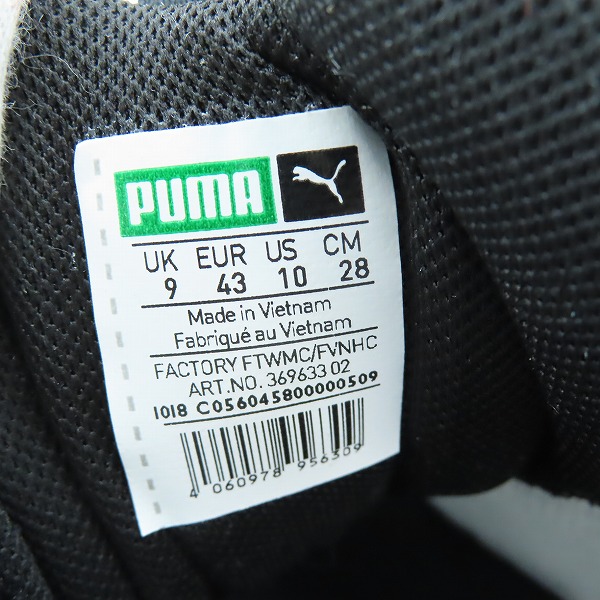 PUMA
UK EUR US CM
9 43 10 28
Made in Vietnam
Fabriqué au Vietnam
FACTORY FTWMC/FVNHC
ART.NO. 369633 02
1018 C056045800000509
4 060978 956309